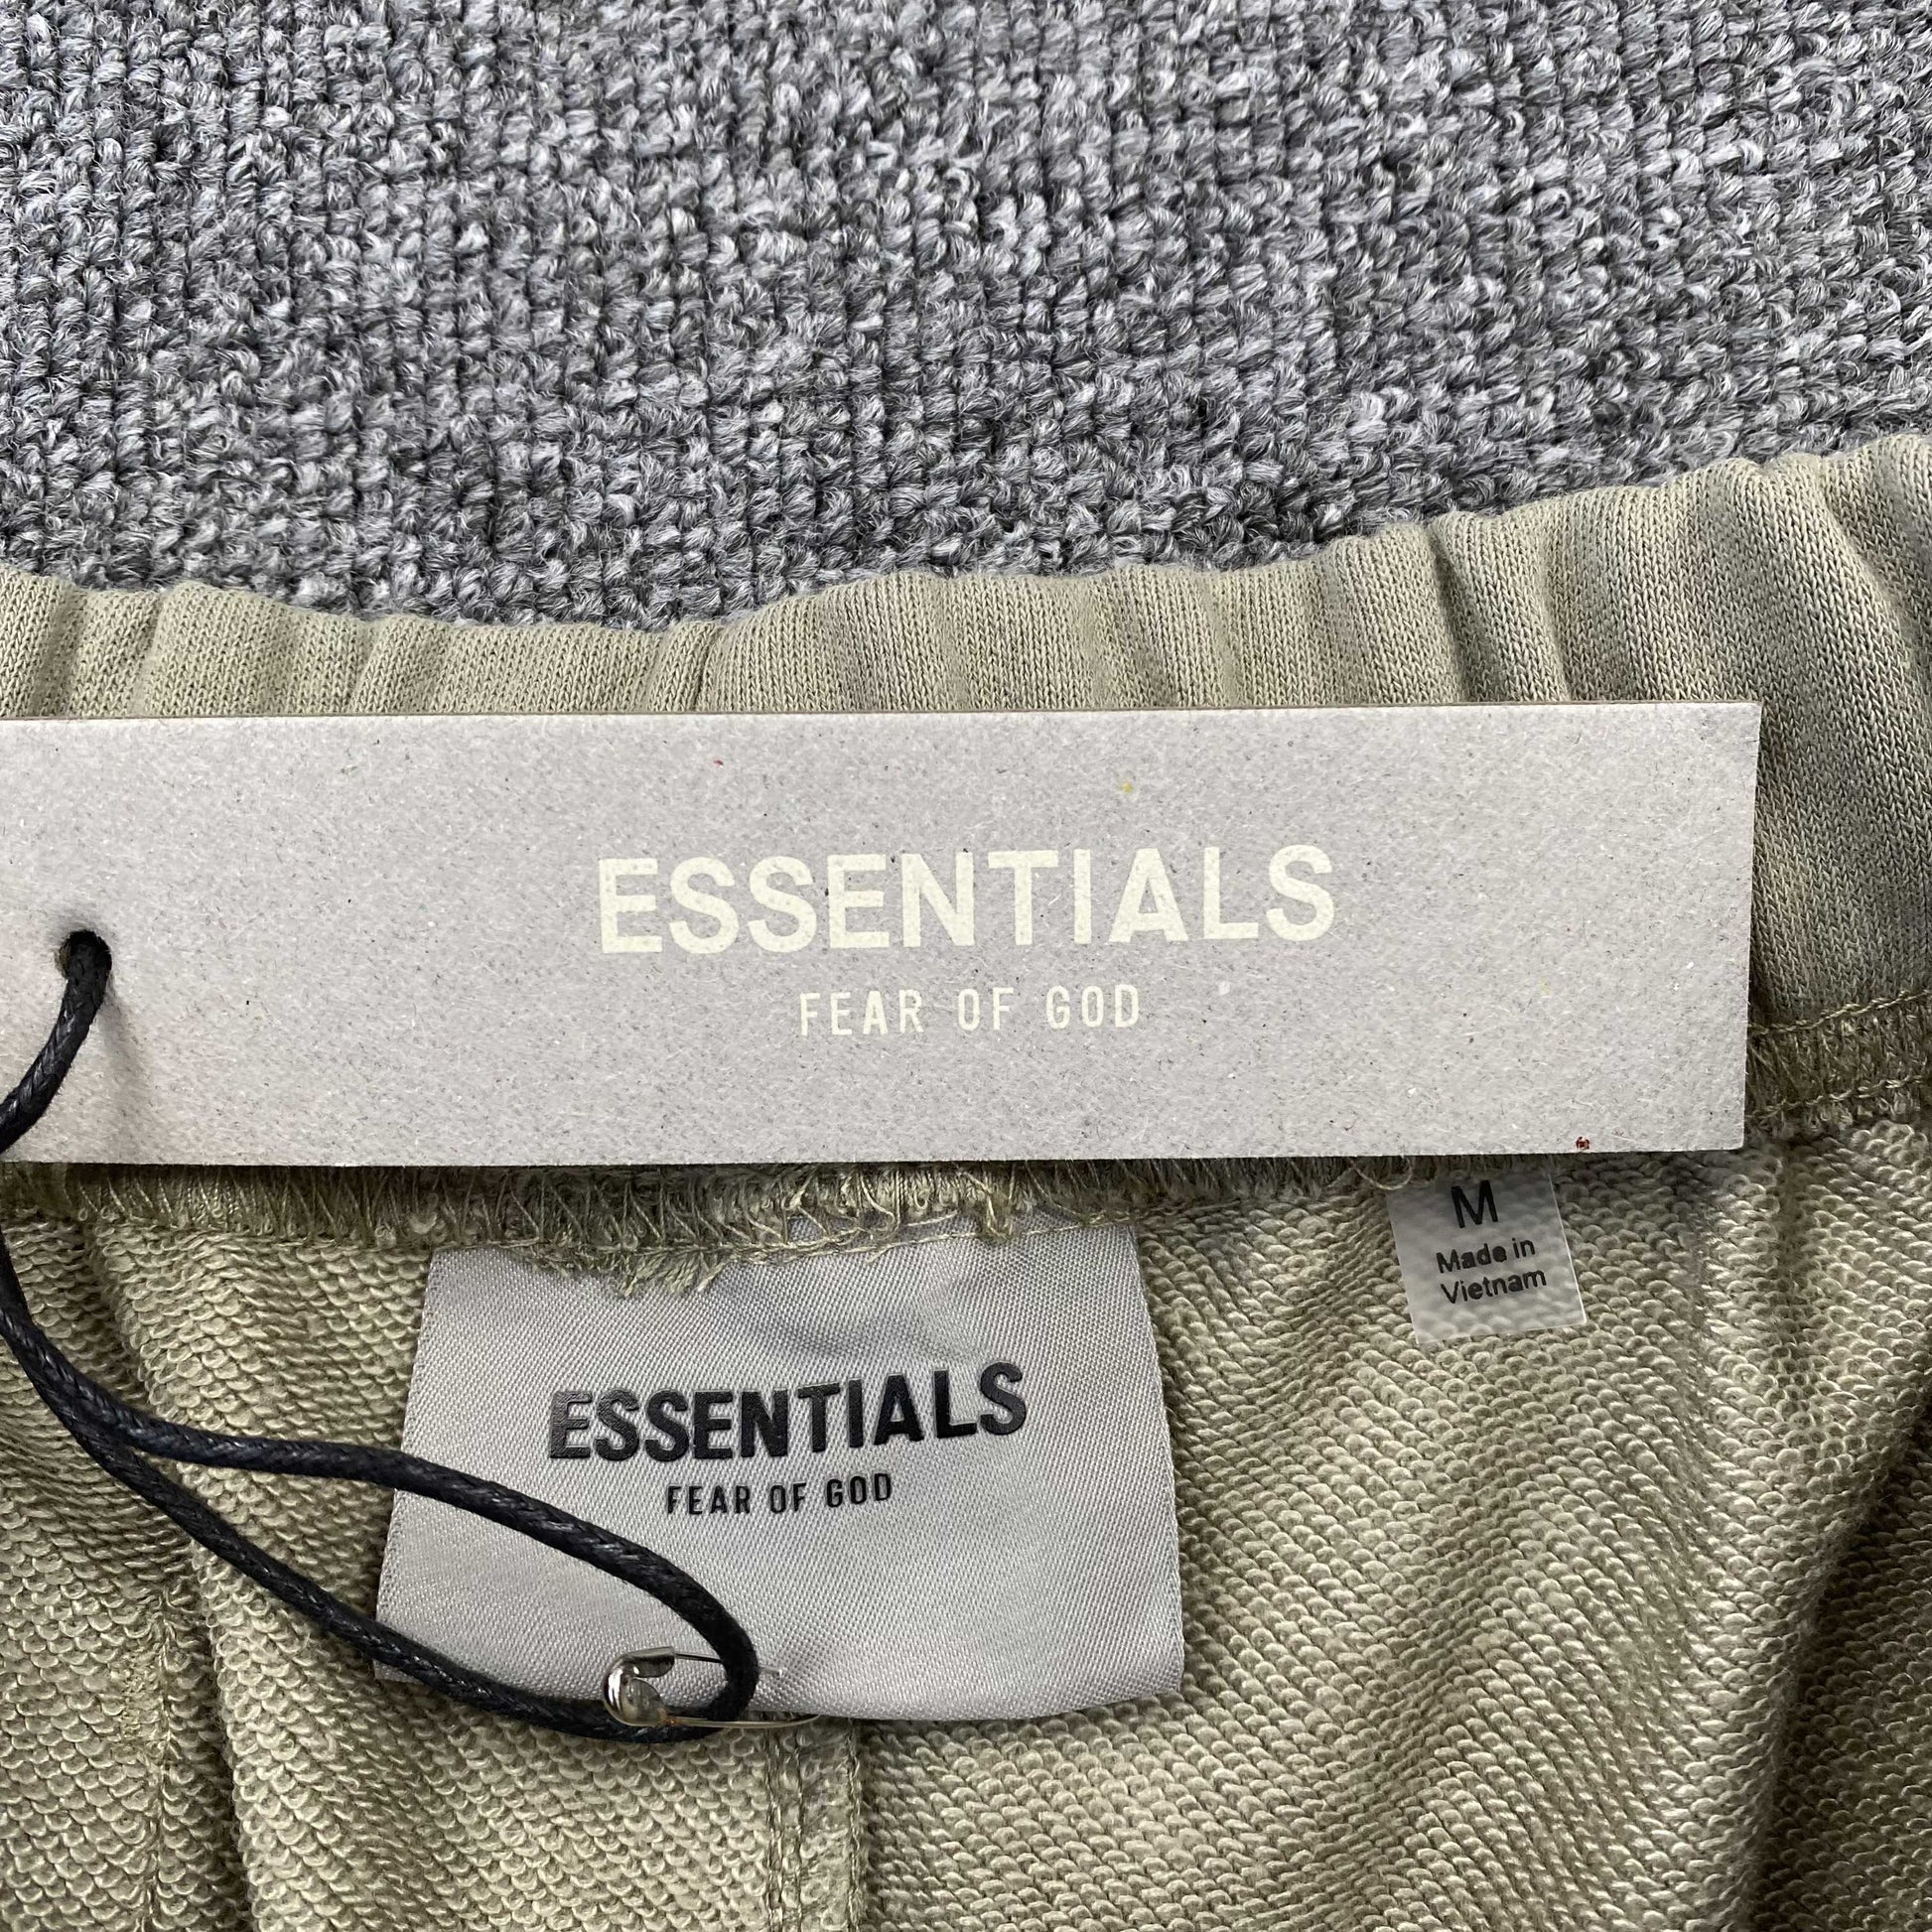 ESSENTIALS
FEAR OF GOD
M
Made in
Vietnam
ESSENTIALS
FEAR OF GOD